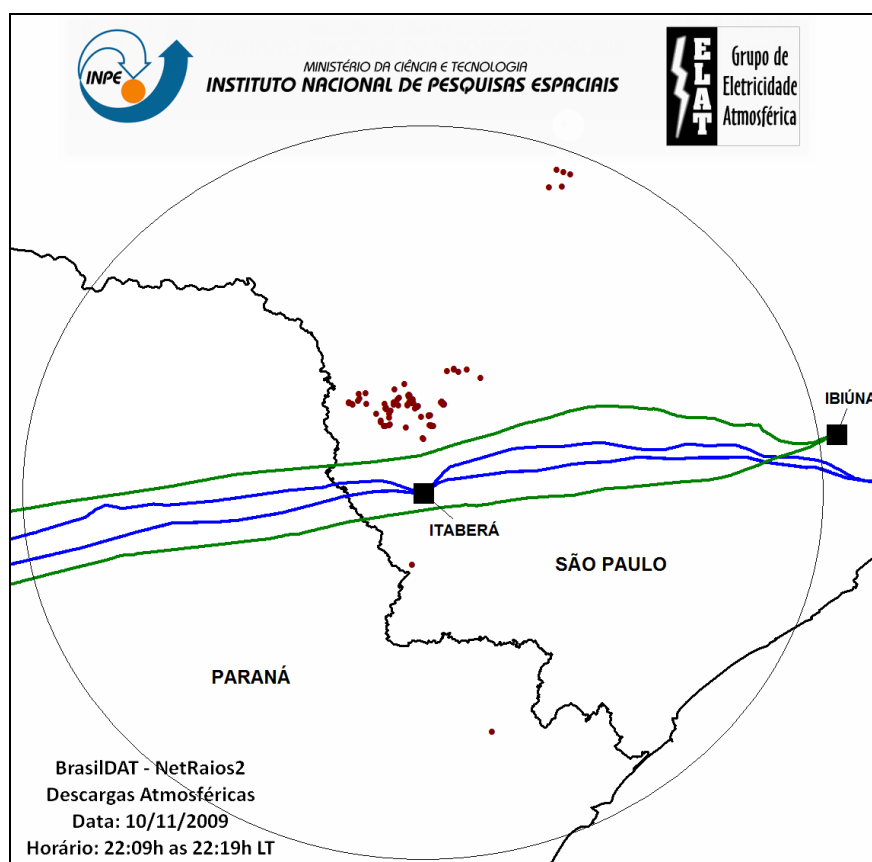 INPE
MINISTÉRIO DA CIÊNCIA E TECNOLOGIA
INSTITUTO NACIONAL DE PESQUISAS ESPACIAIS
ELAT
Grupo de
Eletricidade
Atmosférica
IBIÚNA
ITABERÁ
SÃO PAULO
PARANÁ
BrasilDAT - NetRaios2
Descargas Atmosféricas
Data: 10/11/2009
Horário: 22:09h as 22:19h LT